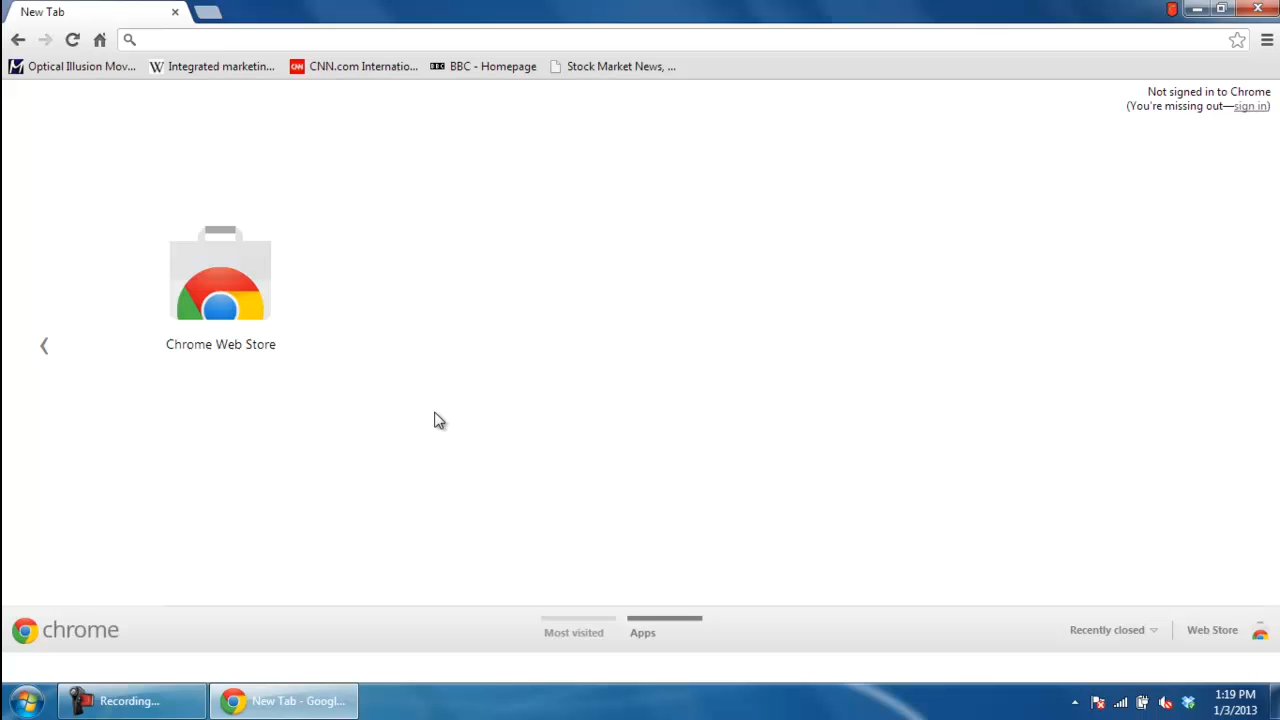 New Tab
Optical Illusion Mov...
Integrated marketin...
CNN
CNN.com Internatio...
BBC
BBC - Homepage
Stock Market News, ...
Not signed in to Chrome
(You're missing out—sign in)
Chrome Web Store
chrome
Most visited
Apps
Recently closed
Web Store
Recording...
New Tab - Googl...
1:19 PM
1/3/2013